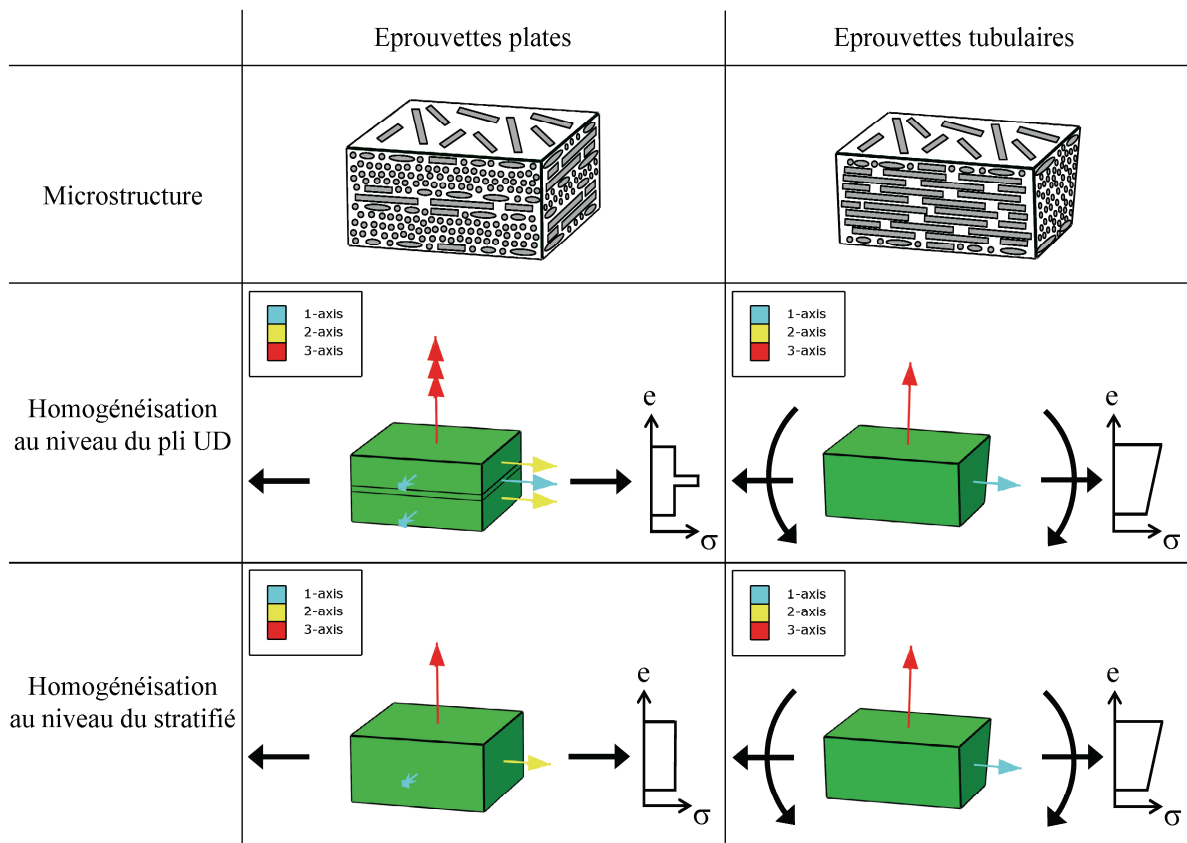 Eprouvettes plates
Eprouvettes tubulaires
Microstructure
Homogénéisation
au niveau du pli UD
1-axis
2-axis
3-axis
e
σ
1-axis
2-axis
3-axis
e
σ
Homogénéisation
au niveau du stratifié
1-axis
2-axis
3-axis
e
σ
1-axis
2-axis
3-axis
e
σ